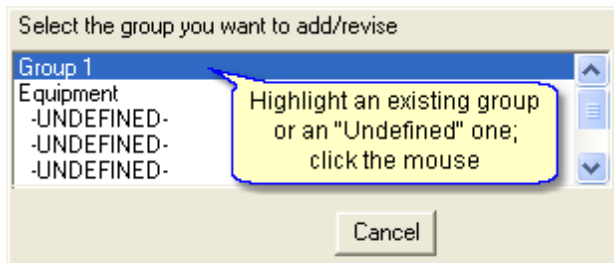 Select the group you want to add/revise
Group 1
Equipment
-UNDEFINED-
-UNDEFINED-
-UNDEFINED-
Highlight an existing group
or an "Undefined" one;
click the mouse
Cancel